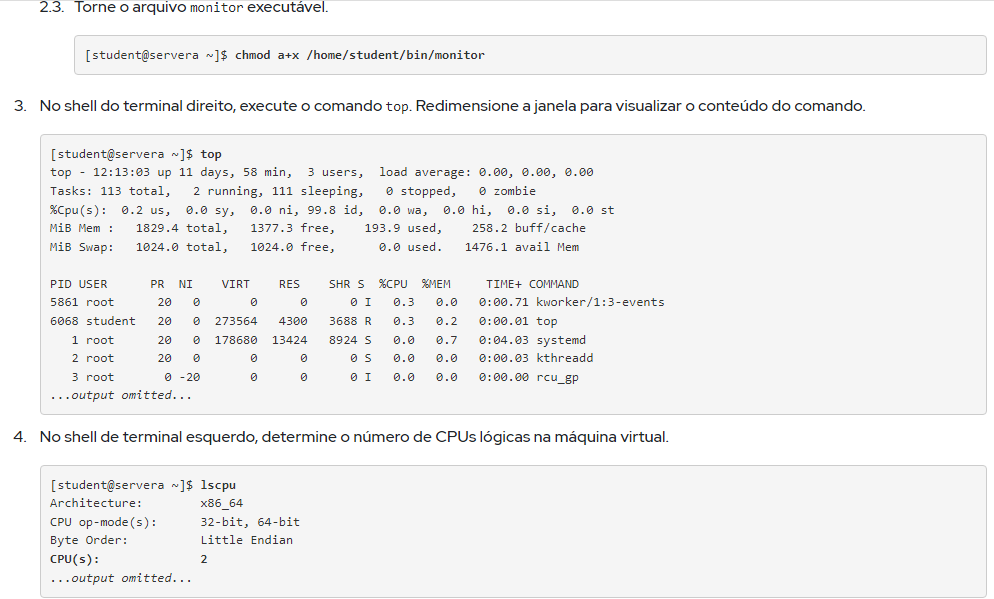 2.3. Torne o arquivo monitor executável.
[student@servera ~]$ chmod a+x /home/student/bin/monitor
3. No shell do terminal direito, execute o comando top. Redimensione a janela para visualizar o conteúdo do comando.
[student@servera ~]$ top
top - 12:13:03 up 11 days, 58 min,  3 users,  load average: 0.00, 0.00, 0.00
Tasks: 113 total,   2 running, 111 sleeping,   0 stopped,   0 zombie
%Cpu(s):  0.2 us,  0.0 sy,  0.0 ni, 99.8 id,  0.0 wa,  0.0 hi,  0.0 si,  0.0 st
MiB Mem :   1829.4 total,   1377.3 free,    193.9 used,    258.2 buff/cache
MiB Swap:   1024.0 total,   1024.0 free,      0.0 used.   1476.1 avail Mem
PID USER      PR  NI    VIRT    RES    SHR S  %CPU  %MEM     TIME+ COMMAND
5861 root      20   0       0      0      0 I   0.3   0.0   0:00.71 kworker/1:3-events
6068 student   20   0  273564   4300   3688 R   0.3   0.2   0:00.01 top
1 root      20   0  178680  13424   8924 S   0.0   0.7   0:04.03 systemd
2 root      20   0       0      0      0 S   0.0   0.0   0:00.03 kthreadd
3 root       0 -20       0      0      0 I   0.0   0.0   0:00.00 rcu_gp
...output omitted...
4. No shell de terminal esquerdo, determine o número de CPUs lógicas na máquina virtual.
[student@servera ~]$ lscpu
Architecture:        x86_64
CPU op-mode(s):      32-bit, 64-bit
Byte Order:          Little Endian
CPU(s):              2
...output omitted...